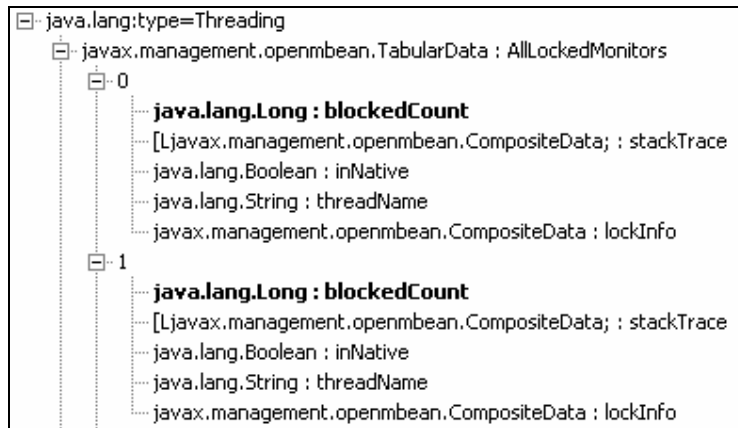 java.lang:type=Threading
javax.management.openmbean.TabularData : AllLockedMonitors
0
java.lang.Long : blockedCount
[Ljavax.management.openmbean.CompositeData; : stackTrace
java.lang.Boolean : inNative
java.lang.String : threadName
javax.management.openmbean.CompositeData : lockInfo
1
java.lang.Long : blockedCount
[Ljavax.management.openmbean.CompositeData; : stackTrace
java.lang.Boolean : inNative
java.lang.String : threadName
javax.management.openmbean.CompositeData : lockInfo